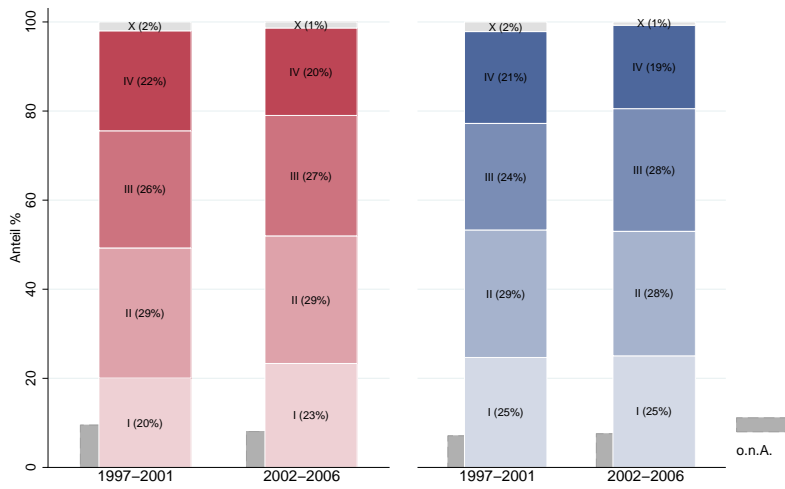 100
80
60
40
20
0
Anteil %
X (2%)
IV (22%)
III (26%)
II (29%)
I (20%)
X (1%)
IV (20%)
III (27%)
II (29%)
I (23%)
1997–2001
2002–2006
X (2%)
IV (21%)
III (24%)
II (29%)
I (25%)
X (1%)
IV (19%)
III (28%)
II (28%)
I (25%)
1997–2001
2002–2006
o.n.A.